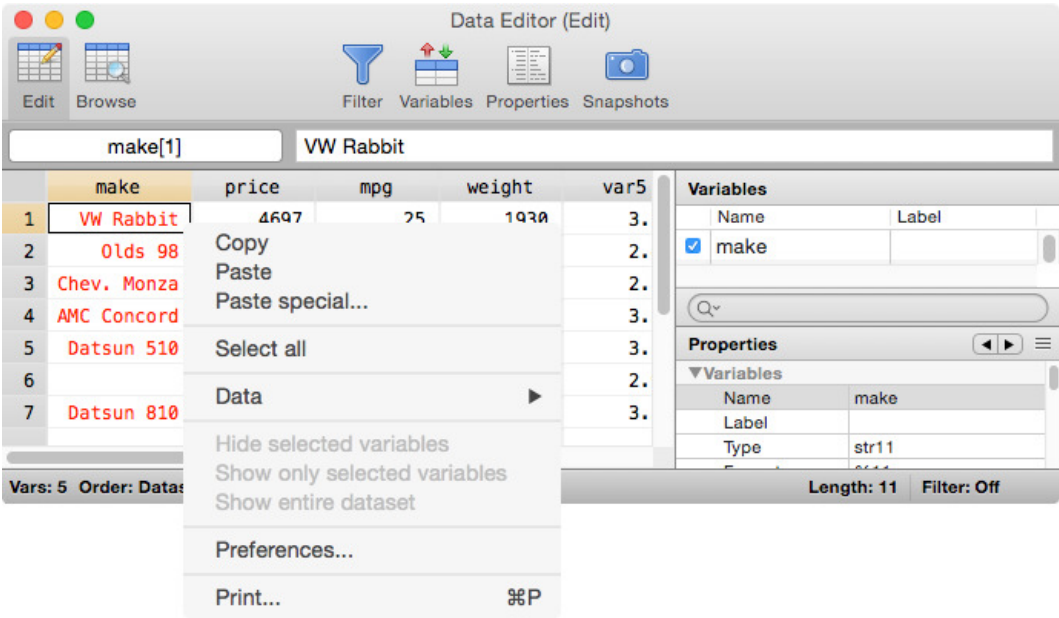 Data Editor (Edit)
Edit Browse Filter Variables Properties Snapshots
make[1] VW Rabbit
make price mpg weight var5
1 VW Rabbit 4697 25 1930 3.
2 Olds 98 2.
3 Chev. Monza 2.
4 AMC Concord 3.
5 Datsun 510 3.
6 2.
7 Datsun 810 3.
Copy
Paste
Paste special...
Select all
Data
Hide selected variables
Show only selected variables
Show entire dataset
Preferences...
Print... ⌘P
Variables
Name Label
make
Properties
▼Variables
Name make
Label
Type str11
Vars: 5 Order: Datas
Length: 11 Filter: Off